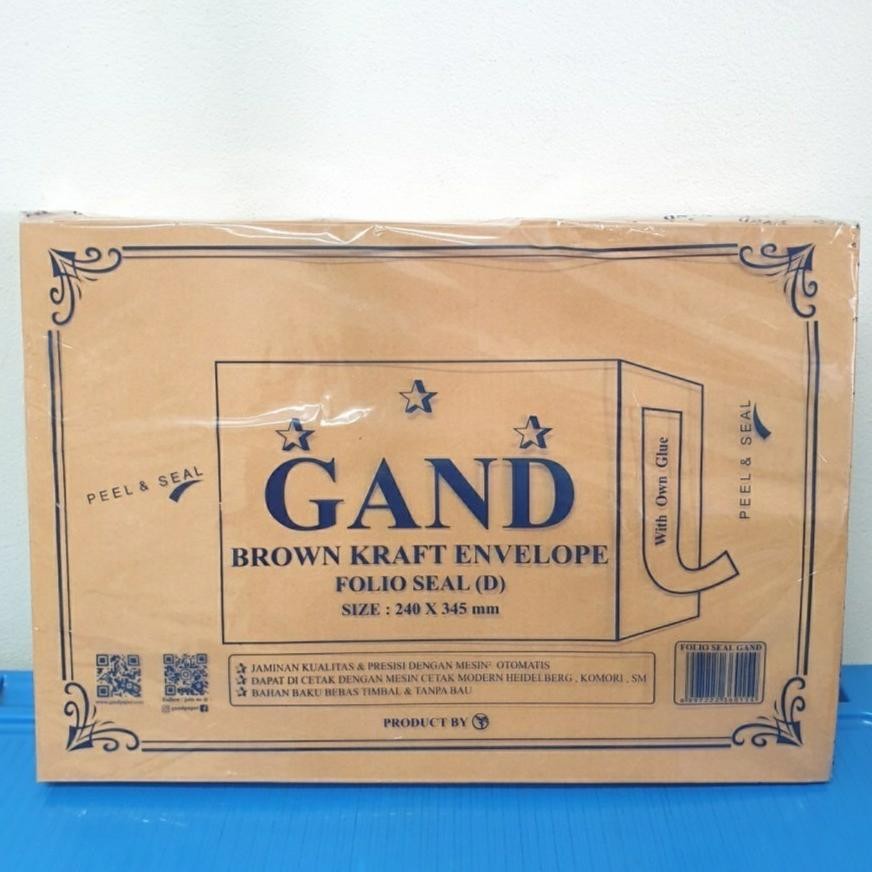 PEEL & SEAL
GAND
BROWN KRAFT ENVELOPE
FOLIO SEAL (D)
SIZE : 240 X 345 mm
With Own Glue
PEEL & SEAL
JAMINAN KUALITAS & PRESISI DENGAN MESIN² OTOMATIS
DAPAT DI CETAK DENGAN MESIN CETAK MODERN HEIDELBERG , KOMORI , SM
BAHAN BAKU BEBAS TIMBAL & TANPA BAU
FOLIO SEAL GAND
PRODUCT BY